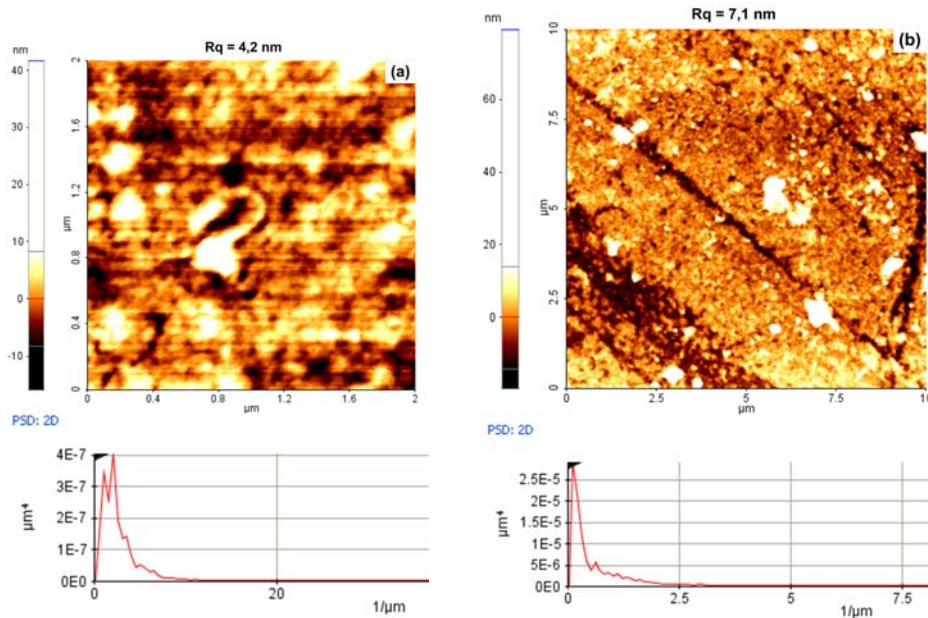 Rq = 4,2 nm
nm
40
30
20
10
0
-10
(a)
2
1.6
1.2
µm
0.8
0.4
0
0
0.4
0.8
1.2
1.6
2
µm
PSD: 2D
4E-7
3E-7
2E-7
1E-7
0E0
µm⁴
0
20
1/µm
Rq = 7,1 nm
nm
60
40
20
0
(b)
10
7.5
5
µm
2.5
0
0
2.5
5
7.5
10
µm
PSD: 2D
2.5E-5
2E-5
1.5E-5
1E-5
5E-6
0E0
µm⁴
0
2.5
5
7.5
1/µm